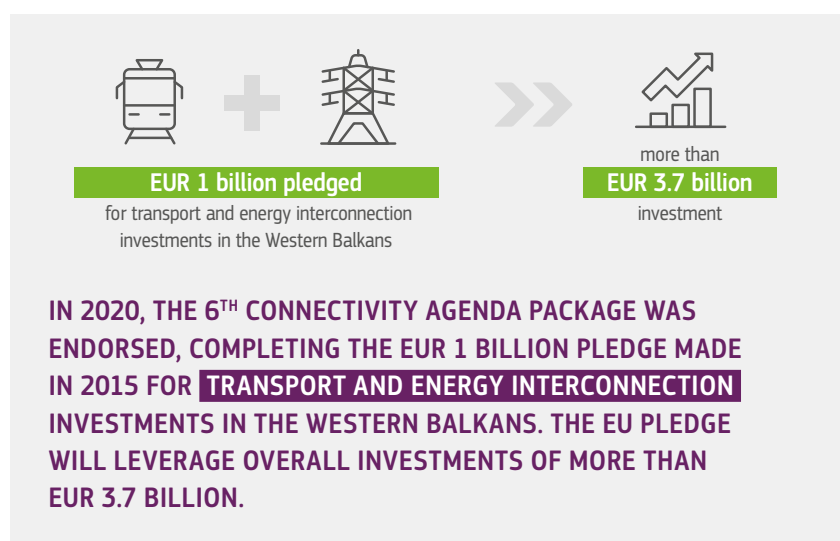 EUR 1 billion pledged
for transport and energy interconnection
investments in the Western Balkans
more than
EUR 3.7 billion
investment
IN 2020, THE 6TH CONNECTIVITY AGENDA PACKAGE WAS
ENDORSED, COMPLETING THE EUR 1 BILLION PLEDGE MADE
IN 2015 FOR TRANSPORT AND ENERGY INTERCONNECTION
INVESTMENTS IN THE WESTERN BALKANS. THE EU PLEDGE
WILL LEVERAGE OVERALL INVESTMENTS OF MORE THAN
EUR 3.7 BILLION.